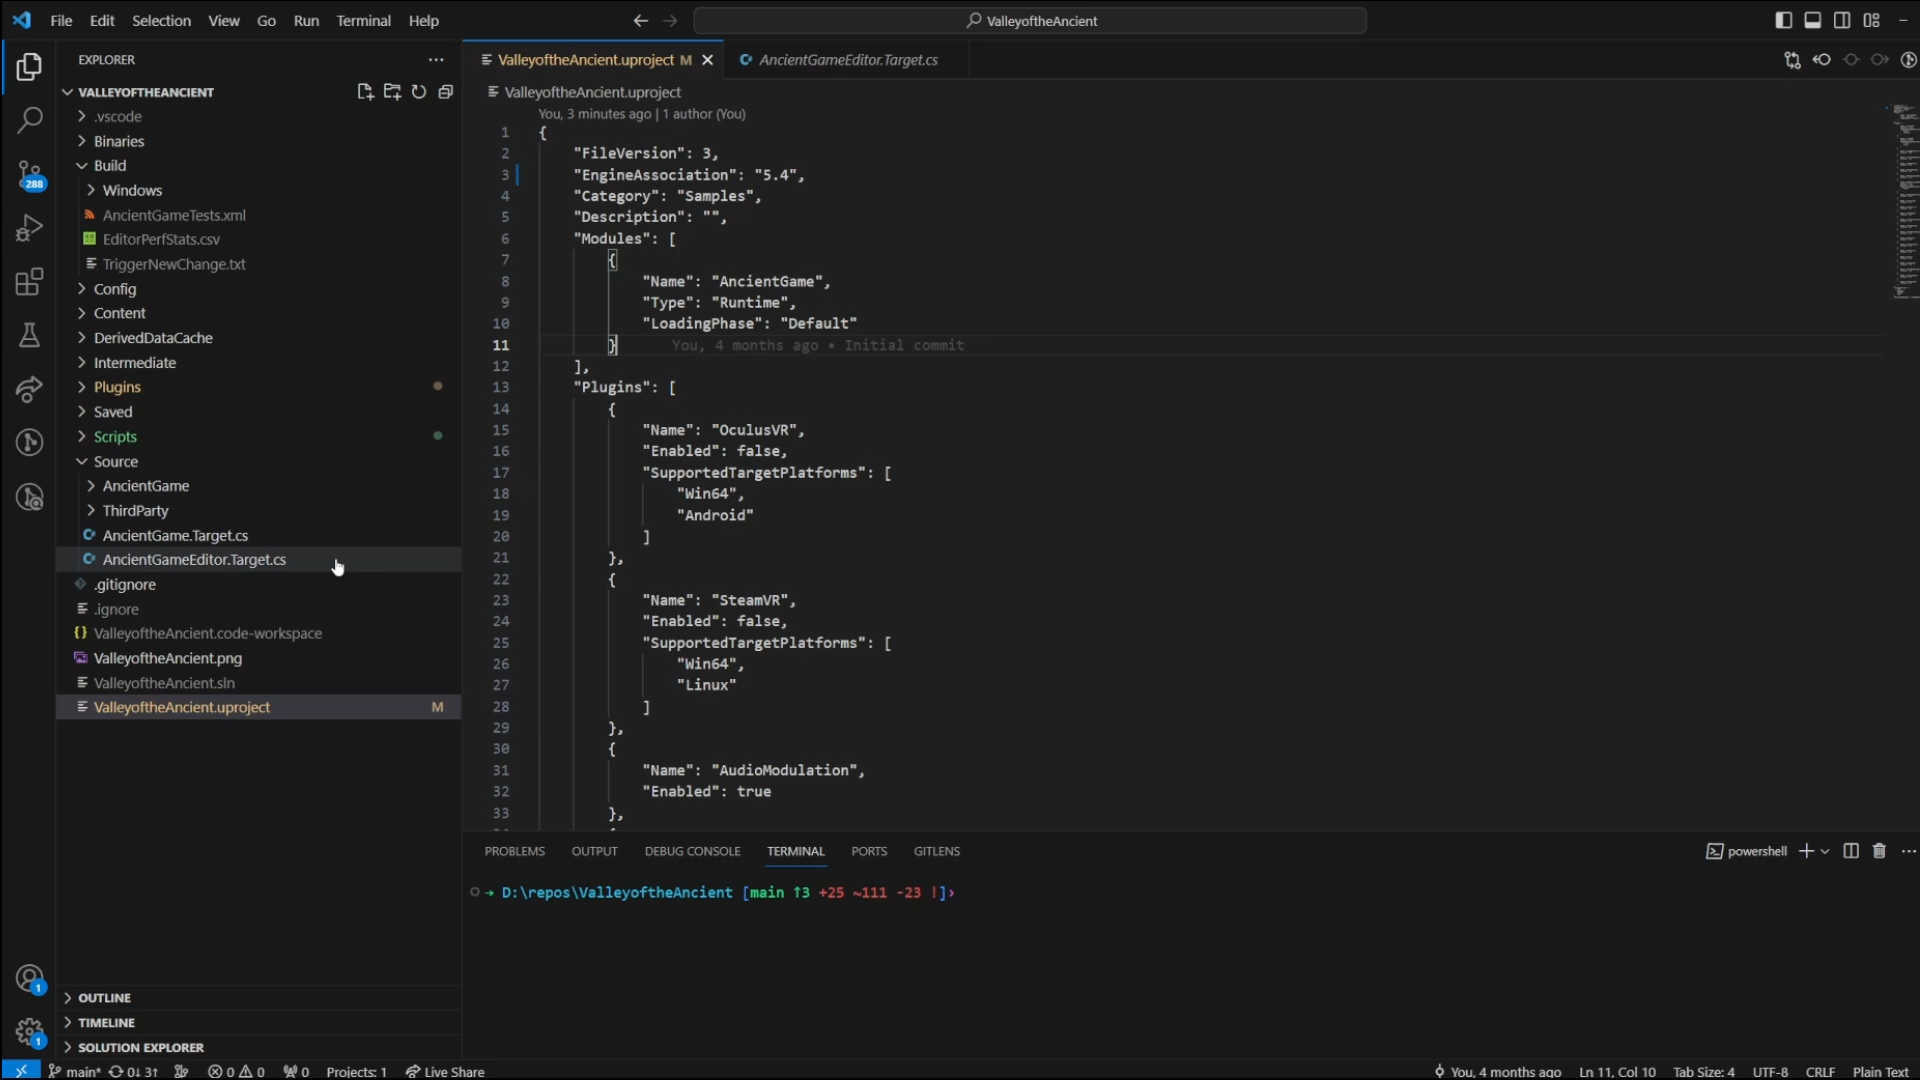 File Edit Selection View Go Run Terminal Help
ValleyoftheAncient
EXPLORER
VALLEYOFTHEANCIENT
.vscode
Binaries
Build
Windows
AncientGameTests.xml
EditorPerfStats.csv
TriggerNewChange.txt
Config
Content
DerivedDataCache
Intermediate
Plugins
Saved
Scripts
Source
AncientGame
ThirdParty
AncientGame.Target.cs
AncientGameEditor.Target.cs
.gitignore
.ignore
ValleyoftheAncient.code-workspace
ValleyoftheAncient.png
ValleyoftheAncient.sln
ValleyoftheAncient.uproject M
OUTLINE
TIMELINE
SOLUTION EXPLORER
288
1
1
ValleyoftheAncient.uproject M AncientGameEditor.Target.cs
ValleyoftheAncient.uproject
You, 3 minutes ago | 1 author (You)
1 {
2 "FileVersion": 3,
3 "EngineAssociation": "5.4",
4 "Category": "Samples",
5 "Description": "",
6 "Modules": [
7 {
8 "Name": "AncientGame",
9 "Type": "Runtime",
10 "LoadingPhase": "Default"
11 } You, 4 months ago • Initial commit
12 ],
13 "Plugins": [
14 {
15 "Name": "OculusVR",
16 "Enabled": false,
17 "SupportedTargetPlatforms": [
18 "Win64",
19 "Android"
20 ]
21 },
22 {
23 "Name": "SteamVR",
24 "Enabled": false,
25 "SupportedTargetPlatforms": [
26 "Win64",
27 "Linux"
28 ]
29 },
30 {
31 "Name": "AudioModulation",
32 "Enabled": true
33 },
PROBLEMS OUTPUT DEBUG CONSOLE TERMINAL PORTS GITLENS
powershell
D:\repos\ValleyoftheAncient [main ↑3 +25 ~111 -23 !]›
main* 0↓ 3↑ 0 0 0 Projects: 1 Live Share
You, 4 months ago Ln 11, Col 10 Tab Size: 4 UTF-8 CRLF Plain Text